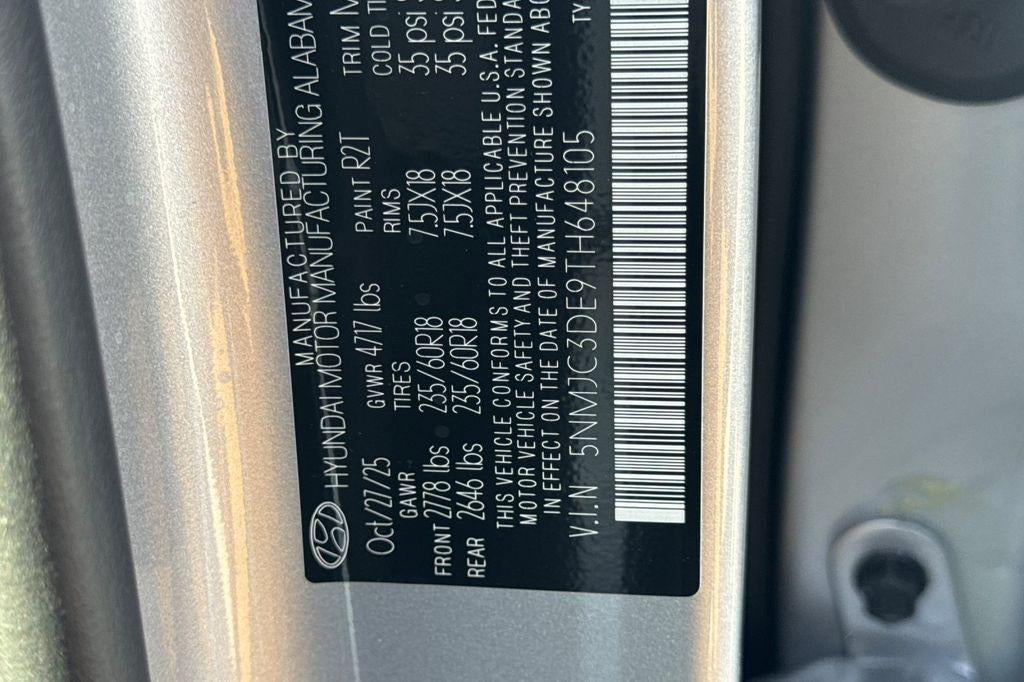 MANUFACTURED BY
HYUNDAI MOTOR MANUFACTURING ALABAM
Oct/27/25 GVWR 4717 lbs PAINT R2T TRIM M
GAWR: TIRES RIMS COLD
FRONT 2778 lbs 235/60R18 7.5JX18 35 psi
REAR 2646 lbs 235/60R18 7.5JX18 35 psi
THIS VEHICLE CONFORMS TO ALL APPLICABLE U.S.A. FED
MOTOR VEHICLE SAFETY AND THEFT PREVENTION STANDA
IN EFFECT ON THE DATE OF MANUFACTURE SHOWN ABO
V.I.N 5NMJC3DE9TH648105 TY